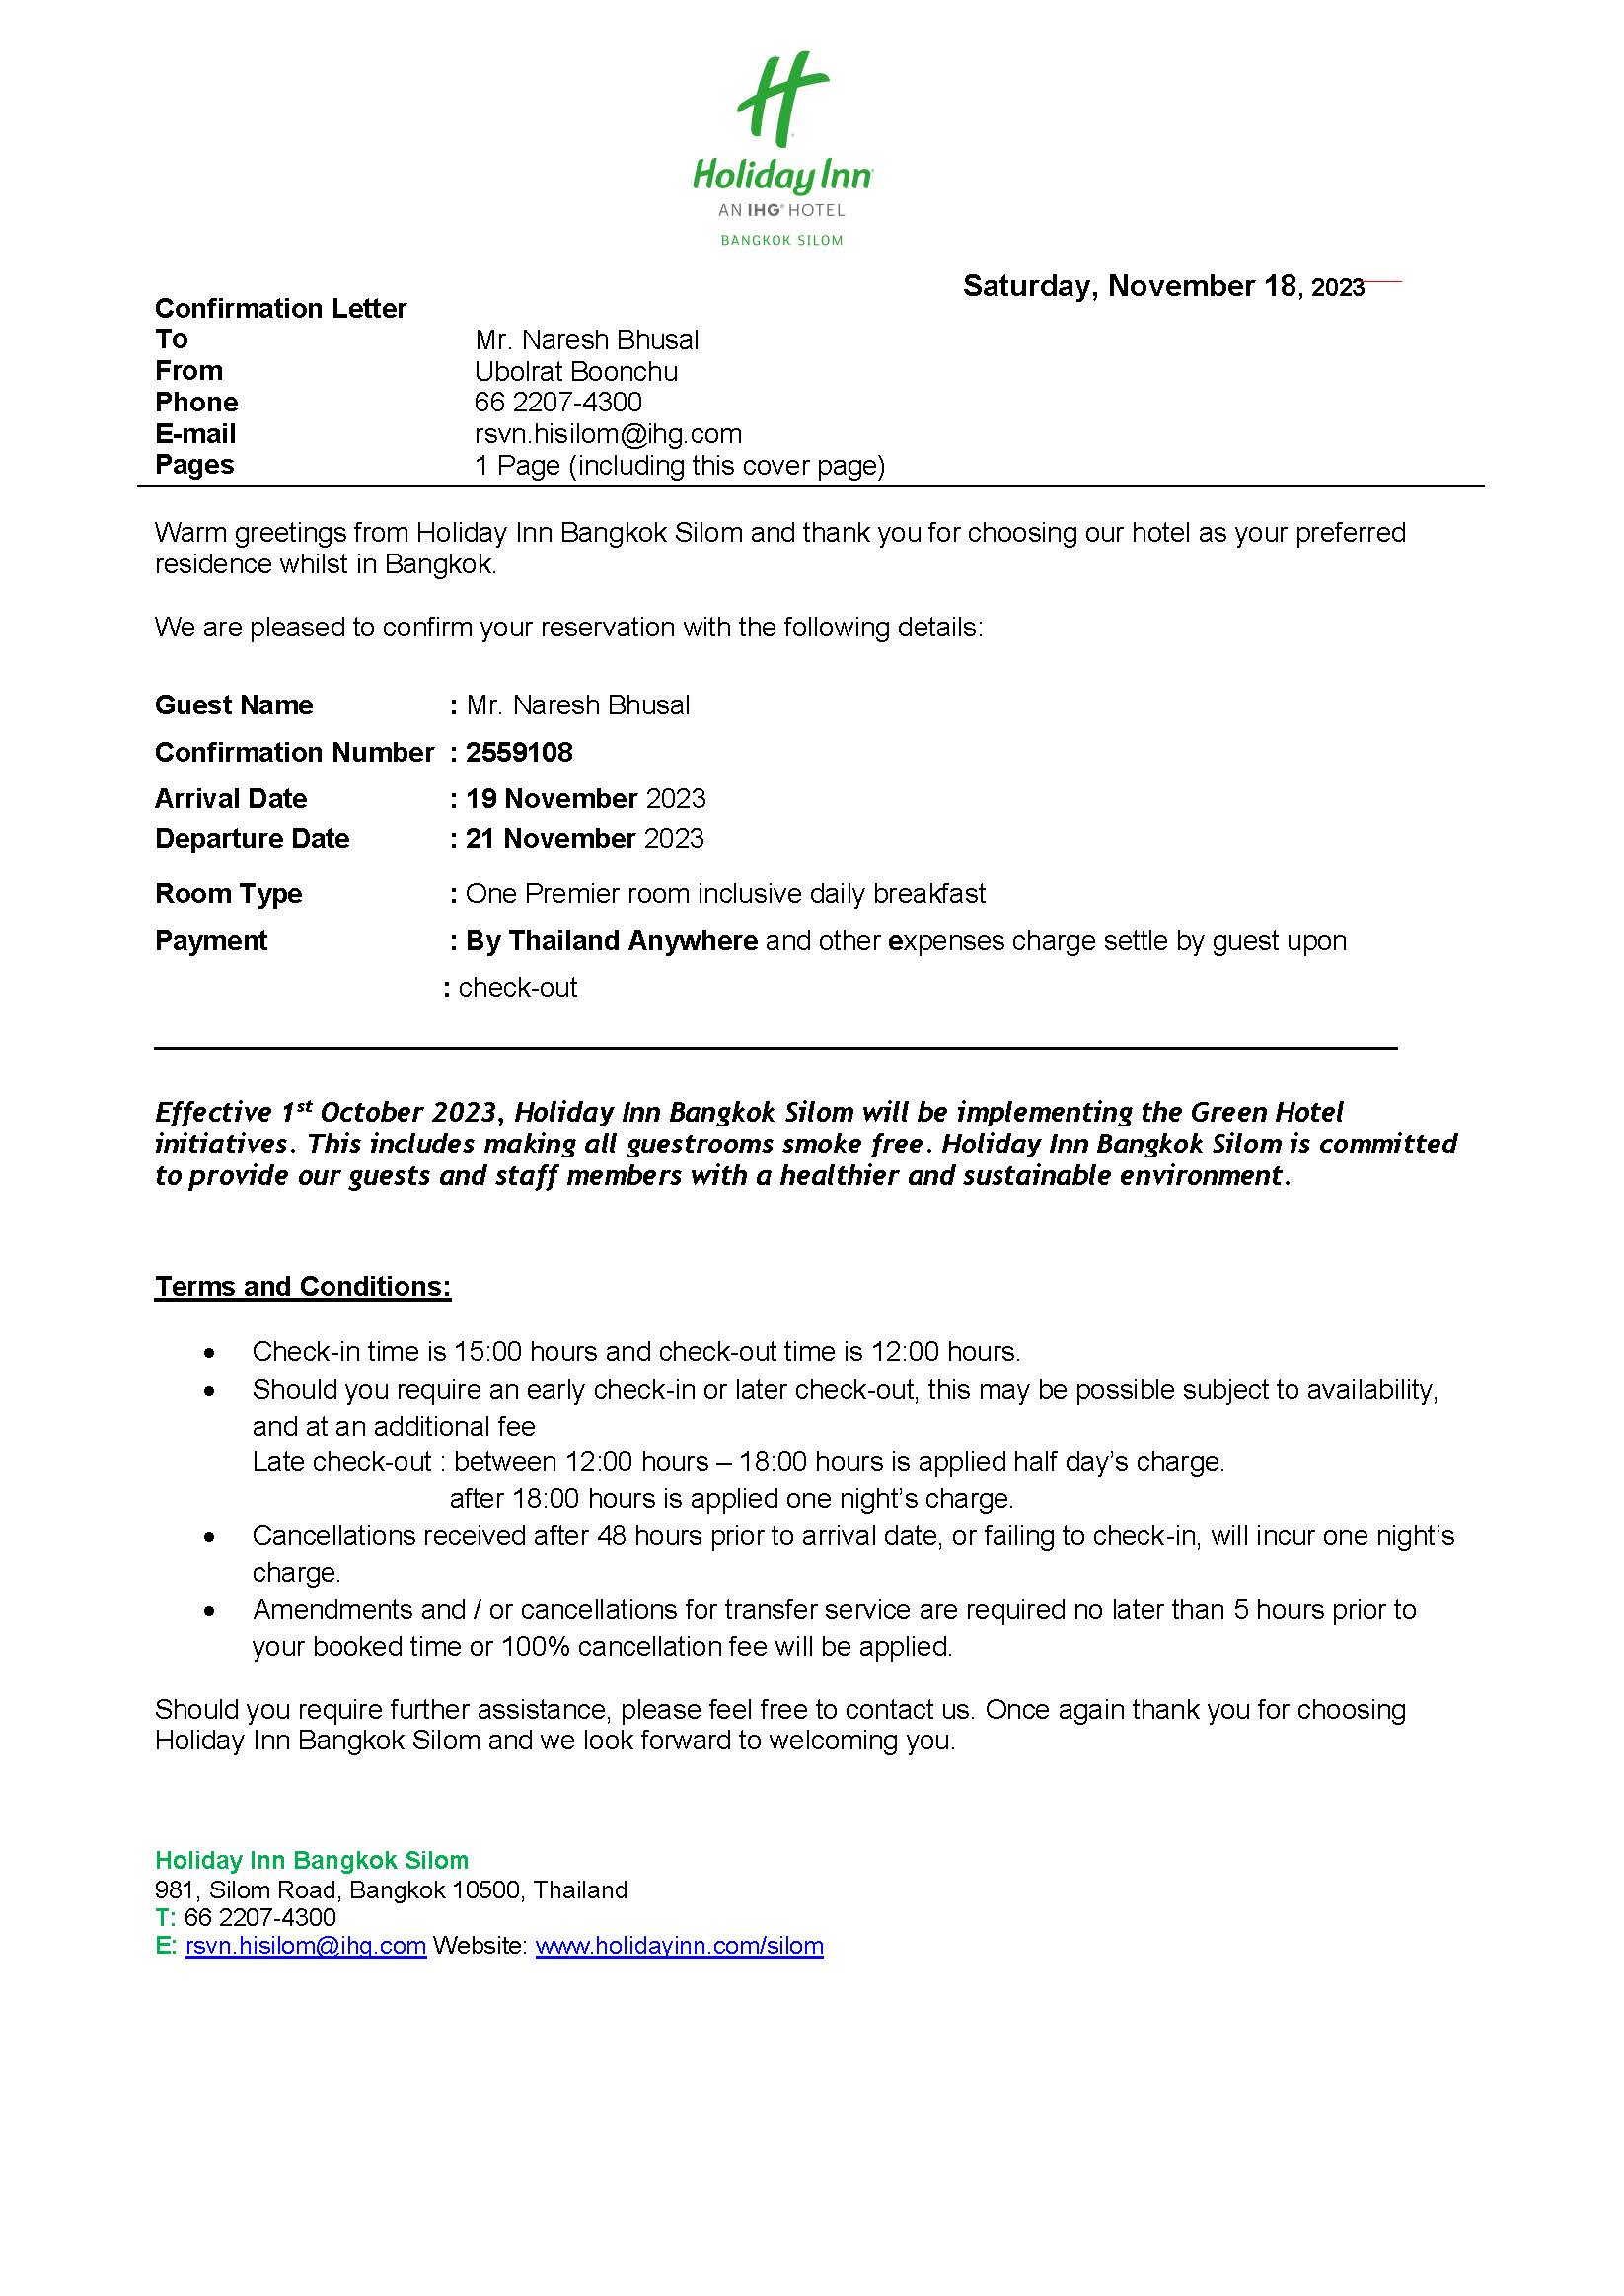 Holiday Inn
AN IHG® HOTEL
BANGKOK SILOM
Saturday, November 18, 2023
Confirmation Letter
To Mr. Naresh Bhusal
From Ubolrat Boonchu
Phone 66 2207-4300
E-mail rsvn.hisilom@ihg.com
Pages 1 Page (including this cover page)
Warm greetings from Holiday Inn Bangkok Silom and thank you for choosing our hotel as your preferred
residence whilst in Bangkok.
We are pleased to confirm your reservation with the following details:
Guest Name : Mr. Naresh Bhusal
Confirmation Number : 2559108
Arrival Date : 19 November 2023
Departure Date : 21 November 2023
Room Type : One Premier room inclusive daily breakfast
Payment : By Thailand Anywhere and other expenses charge settle by guest upon
: check-out
Effective 1st October 2023, Holiday Inn Bangkok Silom will be implementing the Green Hotel
initiatives. This includes making all guestrooms smoke free. Holiday Inn Bangkok Silom is committed
to provide our guests and staff members with a healthier and sustainable environment.
Terms and Conditions:
• Check-in time is 15:00 hours and check-out time is 12:00 hours.
• Should you require an early check-in or later check-out, this may be possible subject to availability,
and at an additional fee
Late check-out : between 12:00 hours – 18:00 hours is applied half day’s charge.
after 18:00 hours is applied one night’s charge.
• Cancellations received after 48 hours prior to arrival date, or failing to check-in, will incur one night’s
charge.
• Amendments and / or cancellations for transfer service are required no later than 5 hours prior to
your booked time or 100% cancellation fee will be applied.
Should you require further assistance, please feel free to contact us. Once again thank you for choosing
Holiday Inn Bangkok Silom and we look forward to welcoming you.
Holiday Inn Bangkok Silom
981, Silom Road, Bangkok 10500, Thailand
T: 66 2207-4300
E: rsvn.hisilom@ihg.com Website: www.holidayinn.com/silom